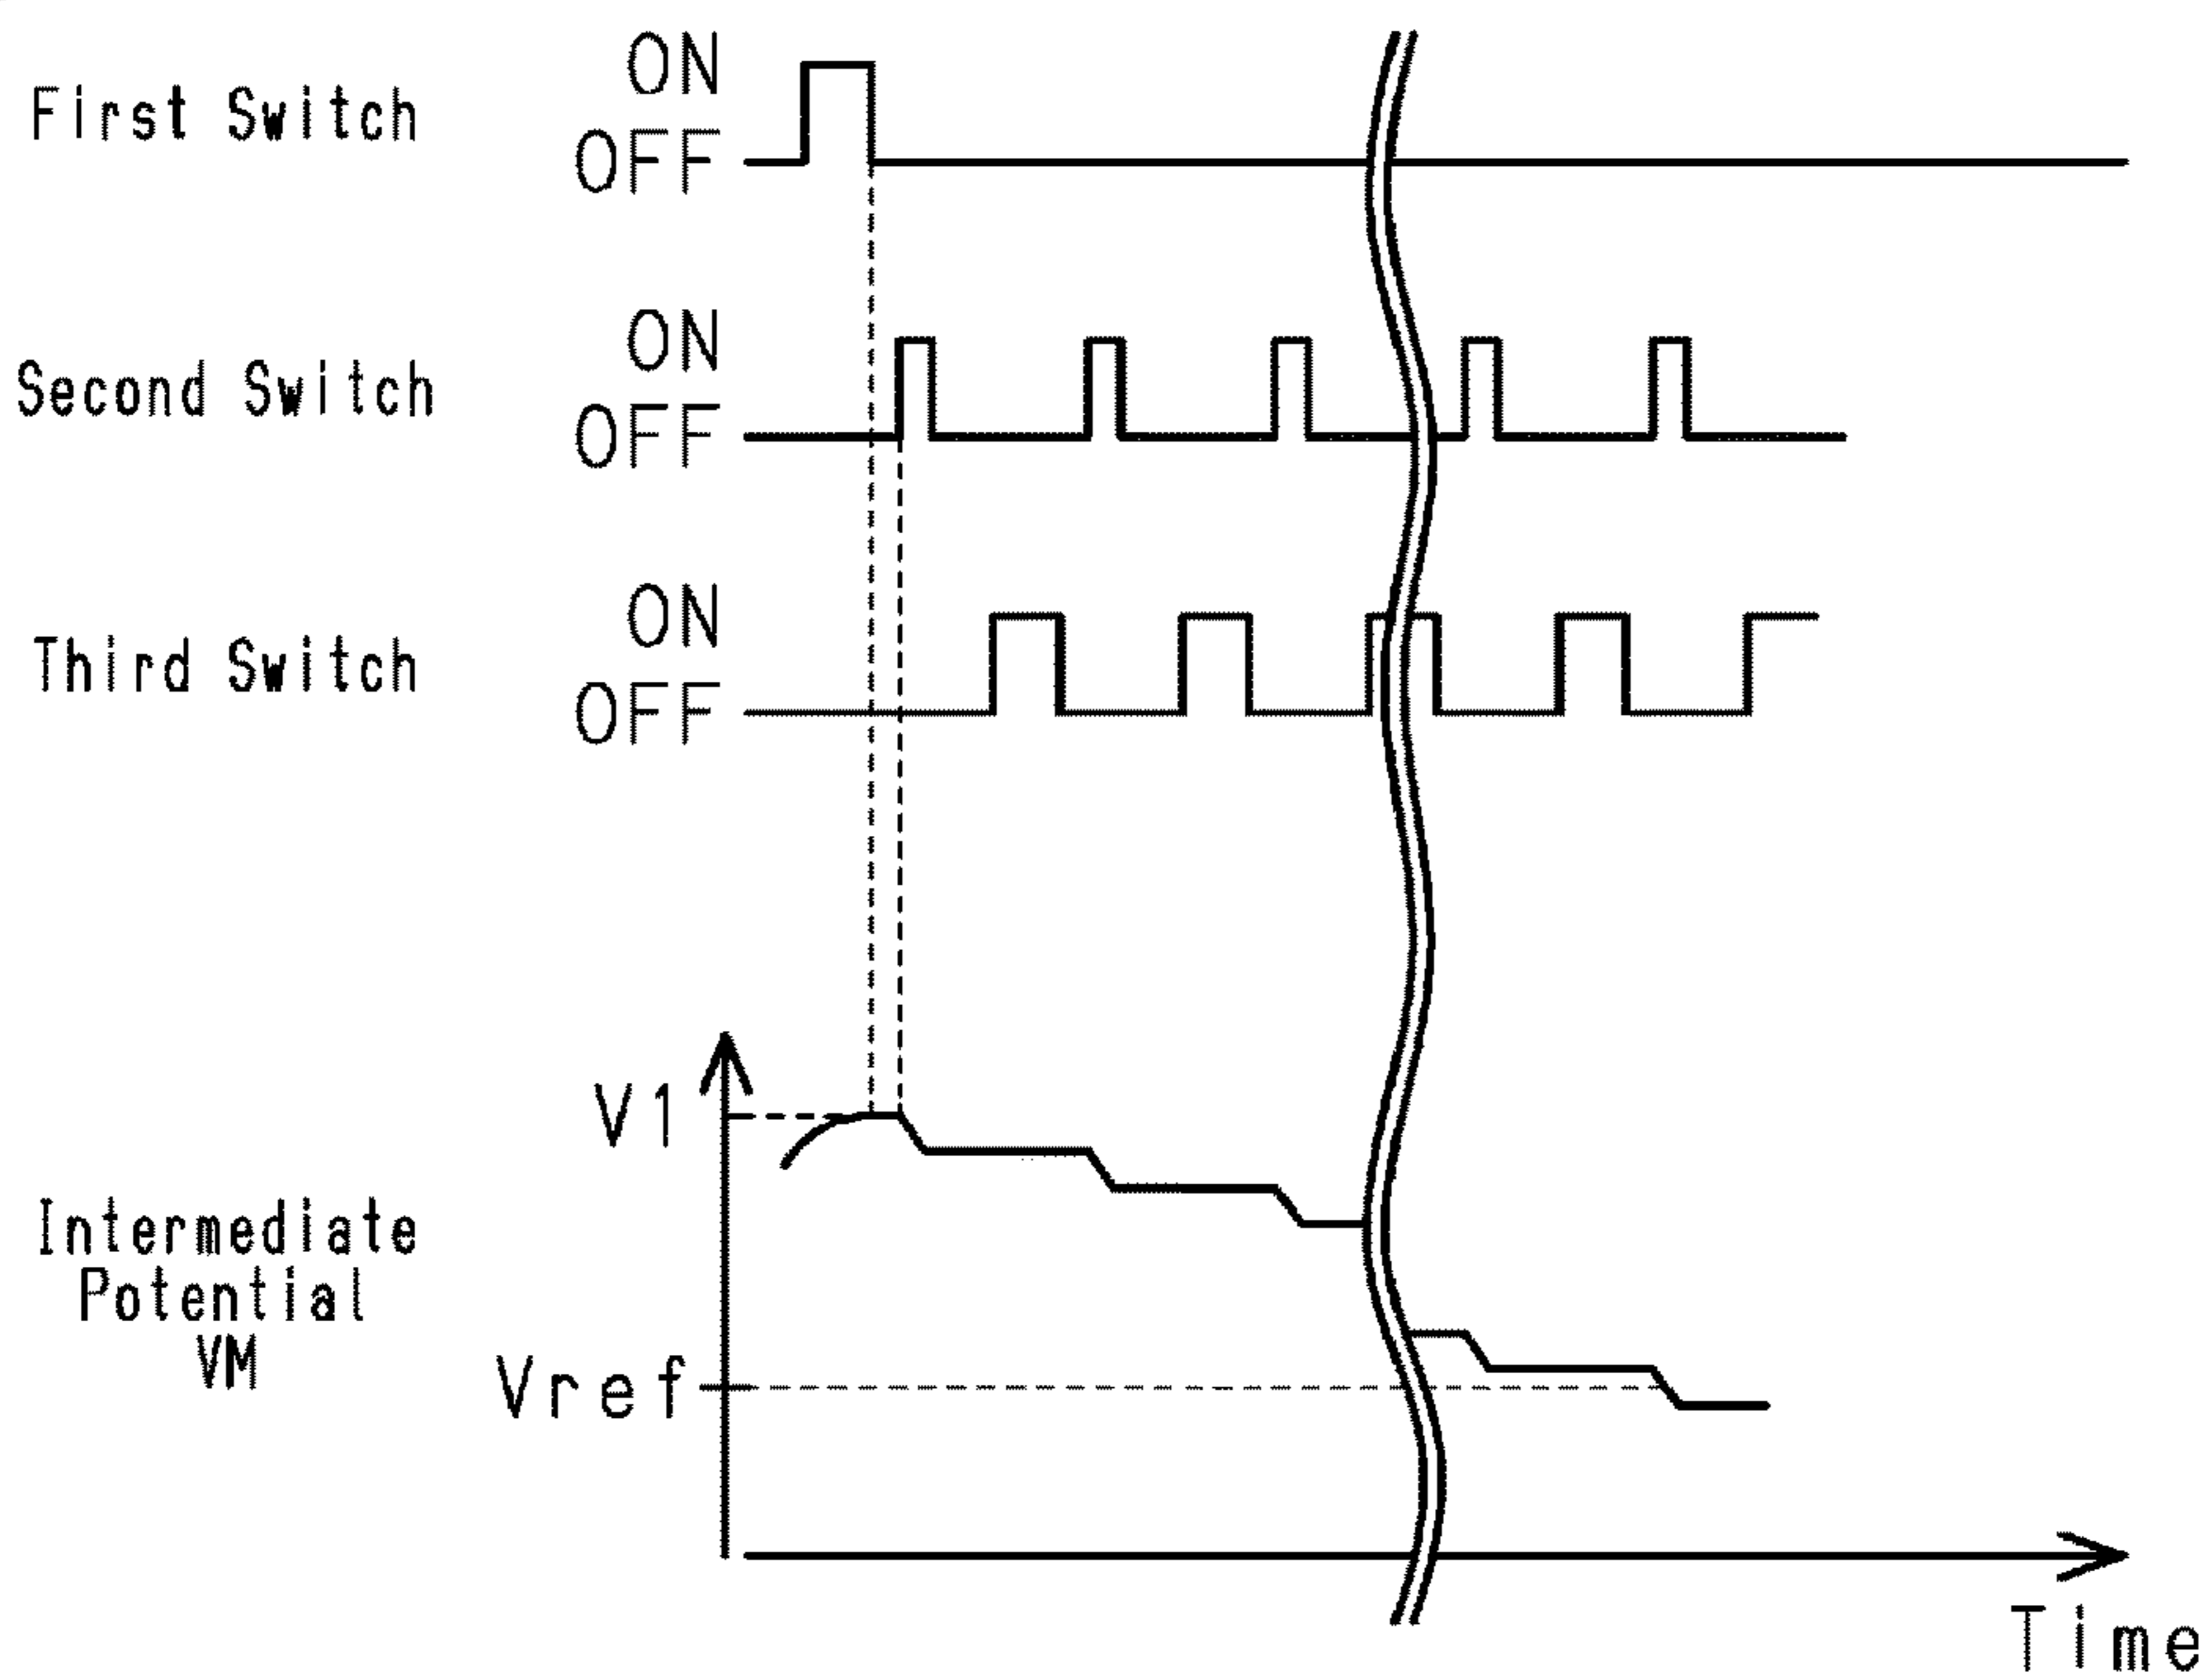 ON
First Switch
OFF
ON
Second Switch
OFF
ON
Third Switch
OFF
V1
Intermediate
Potential
VM
Vref
Time